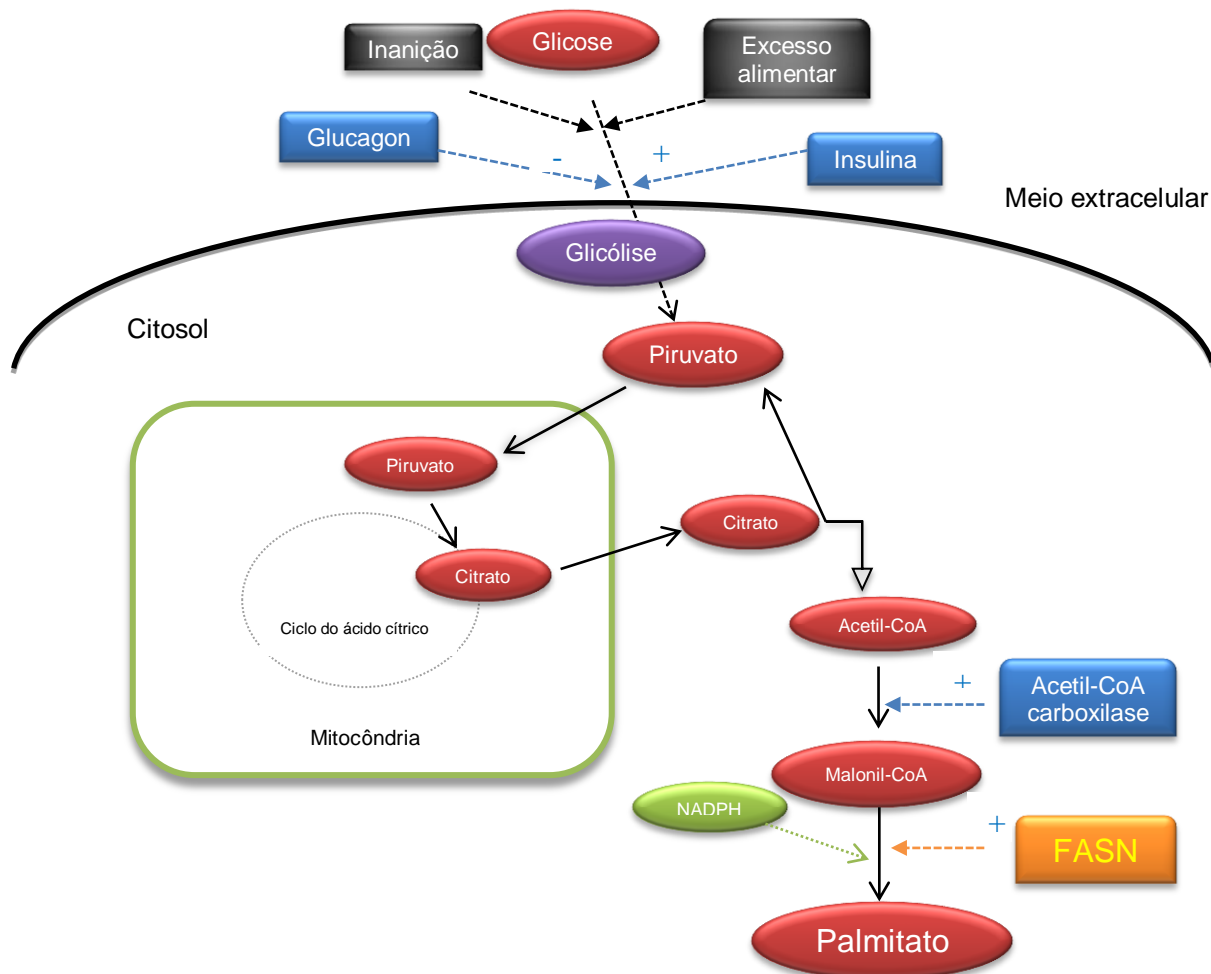 Inanição
Glicose
Excesso
alimentar
Glucagon
-
+
Insulina
Meio extracelular
Glicólise
Citosol
Piruvato
Piruvato
Citrato
Citrato
Ciclo do ácido cítrico
Acetil-CoA
+
Acetil-CoA
carboxilase
Mitocôndria
Malonil-CoA
NADPH
+
FASN
Palmitato